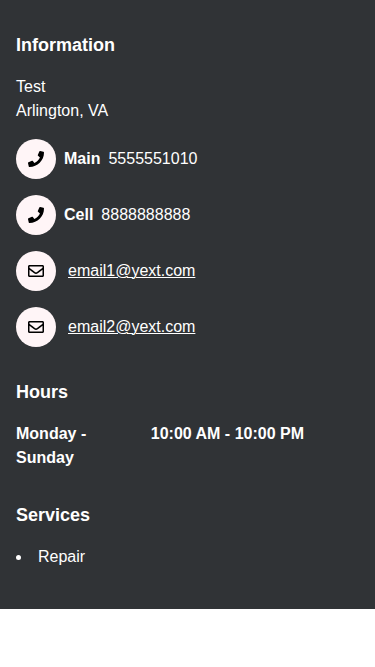 Information
Test
Arlington, VA
Main 5555551010
Cell 8888888888
email1@yext.com
email2@yext.com
Hours
Monday - 10:00 AM - 10:00 PM
Sunday
Services
• Repair